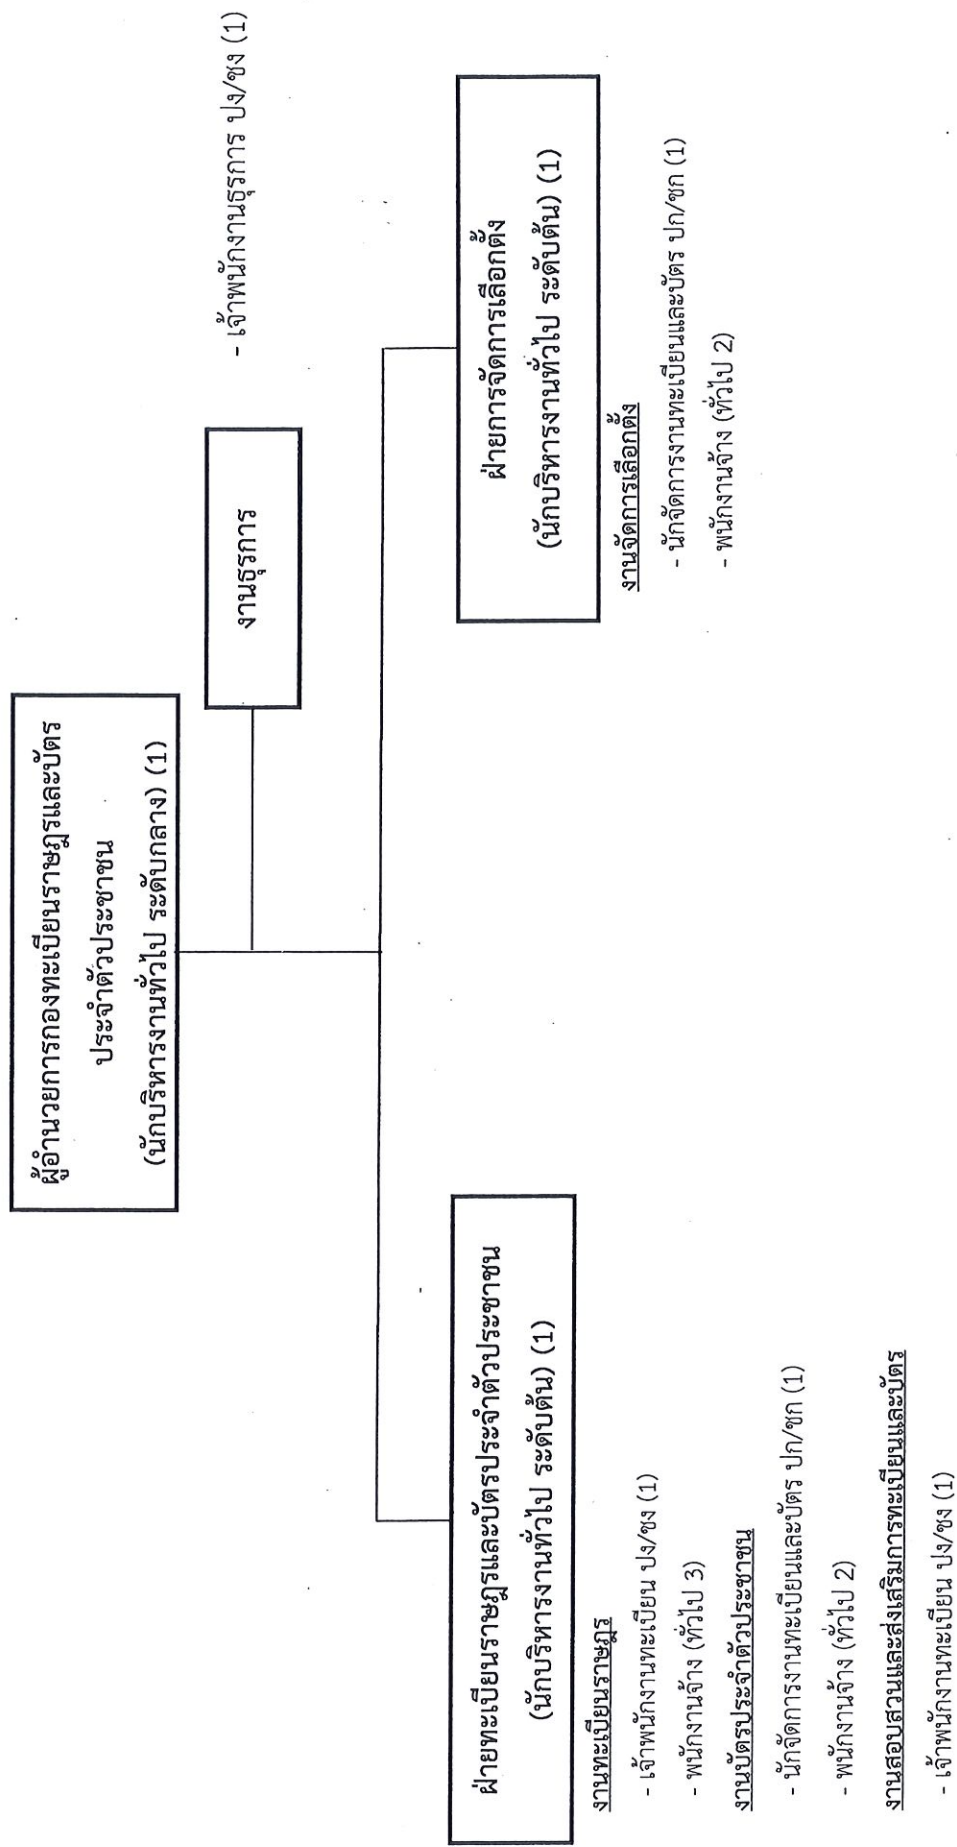 ผู้อำนวยการกองทะเบียนราษฎรและบัตร
ประจำตัวประชาชน
(นักบริหารงานทั่วไป ระดับกลาง) (1)
งานธุรการ
- เจ้าพนักงานธุรการ ปง/ชง (1)
ฝ่ายทะเบียนราษฎรและบัตรประจำตัวประชาชน
(นักบริหารงานทั่วไป ระดับต้น) (1)
งานทะเบียนราษฎร
- เจ้าพนักงานทะเบียน ปง/ชง (1)
- พนักงานจ้าง (ทั่วไป 3)
งานบัตรประจำตัวประชาชน
- นักจัดการงานทะเบียนและบัตร ปก/ชก (1)
- พนักงานจ้าง (ทั่วไป 2)
งานสอบสวนและส่งเสริมการทะเบียนและบัตร
- เจ้าพนักงานทะเบียน ปง/ชง (1)
ฝ่ายการจัดการเลือกตั้ง
(นักบริหารงานทั่วไป ระดับต้น) (1)
งานจัดการเลือกตั้ง
- นักจัดการงานทะเบียนและบัตร ปก/ชก (1)
- พนักงานจ้าง (ทั่วไป 2)